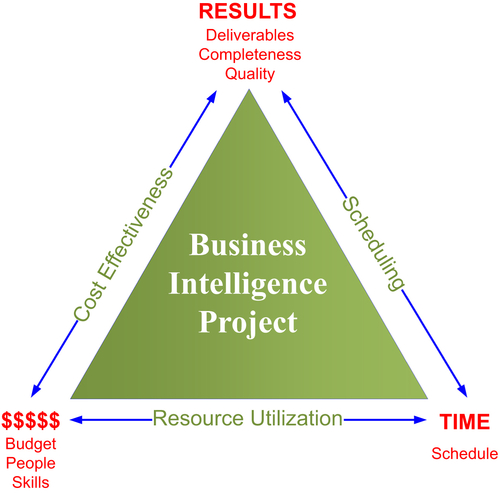 RESULTS
Deliverables
Completeness
Quality
Cost Effectiveness
Scheduling
Business
Intelligence
Project
$$$$$
Budget
People
Skills
Resource Utilization
TIME
Schedule